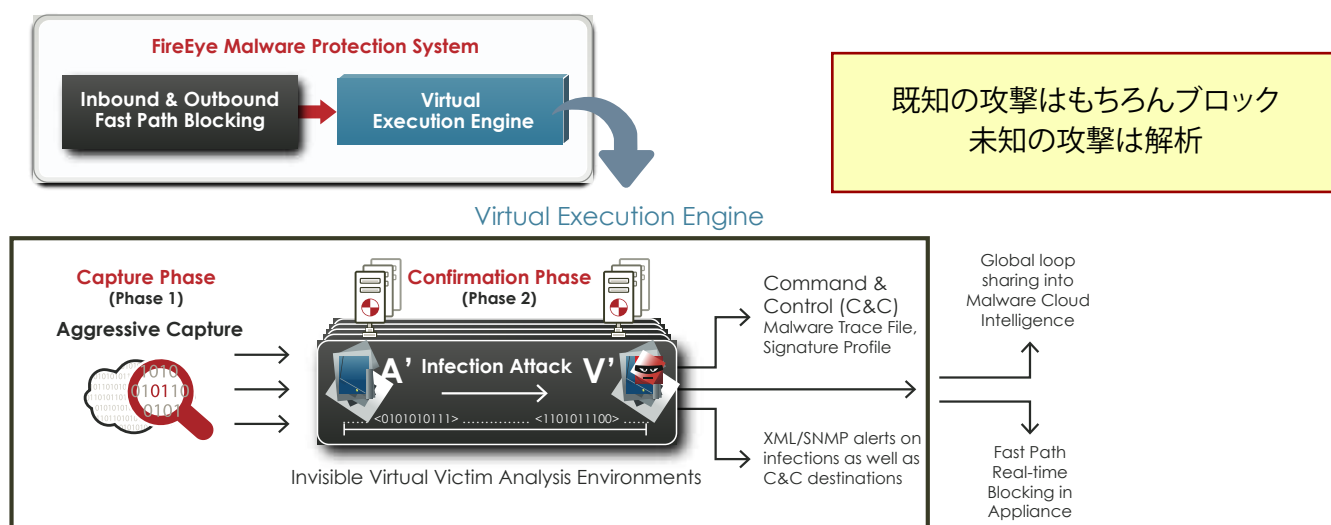 FireEye Malware Protection System
Inbound & Outbound
Fast Path Blocking
Virtual
Execution Engine
既知の攻撃はもちろんブロック
未知の攻撃は解析
Virtual Execution Engine
Capture Phase
(Phase 1)
Aggressive Capture
1010
010110
0101
Confirmation Phase
(Phase 2)
A’ Infection Attack V’
..... <0101010111> .............. <1101011100> .....
Invisible Virtual Victim Analysis Environments
Command &
Control (C&C)
Malware Trace File,
Signature Profile
XML/SNMP alerts on
infections as well as
C&C destinations
Global loop
sharing into
Malware Cloud
Intelligence
Fast Path
Real-time
Blocking in
Appliance